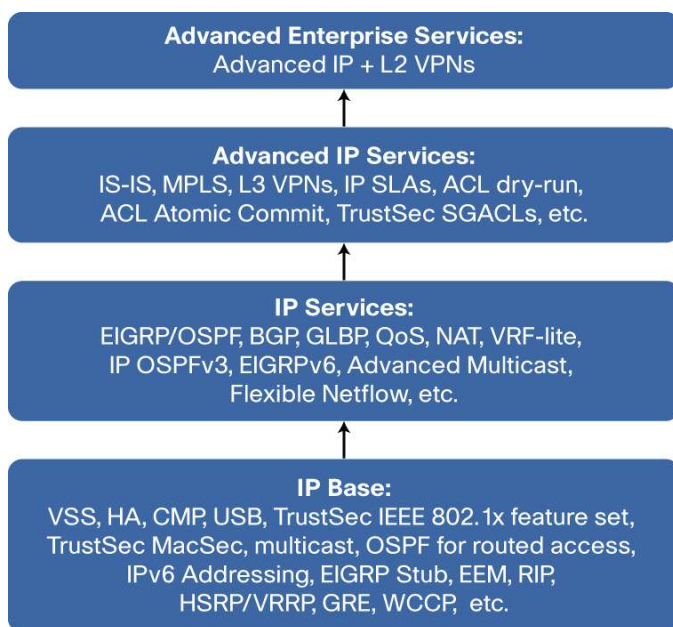 Advanced Enterprise Services:
Advanced IP + L2 VPNs
Advanced IP Services:
IS-IS, MPLS, L3 VPNs, IP SLAs, ACL dry-run,
ACL Atomic Commit, TrustSec SGACLs, etc.
IP Services:
EIGRP/OSPF, BGP, GLBP, QoS, NAT, VRF-lite,
IP OSPFv3, EIGRPv6, Advanced Multicast,
Flexible Netflow, etc.
IP Base:
VSS, HA, CMP, USB, TrustSec IEEE 802.1x feature set,
TrustSec MacSec, multicast, OSPF for routed access,
IPv6 Addressing, EIGRP Stub, EEM, RIP,
HSRP/VRRP, GRE, WCCP, etc.